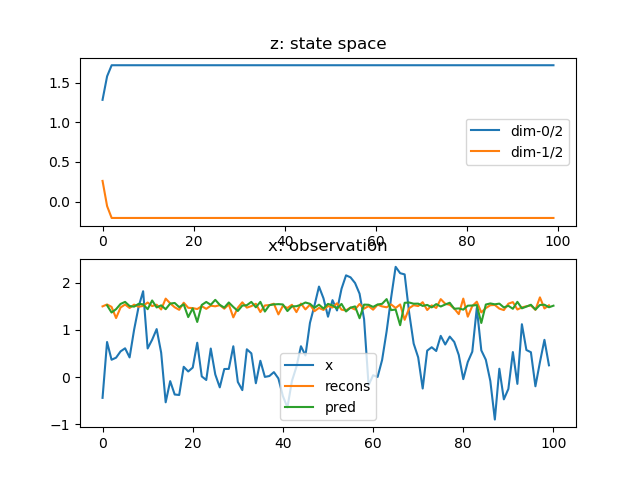 z: state space
1.5
1.0
0.5
0.0
dim-0/2
dim-1/2
0 20 40 60 80 100
x: observation
2
1
0
−1
x
recons
pred
0 20 40 60 80 100